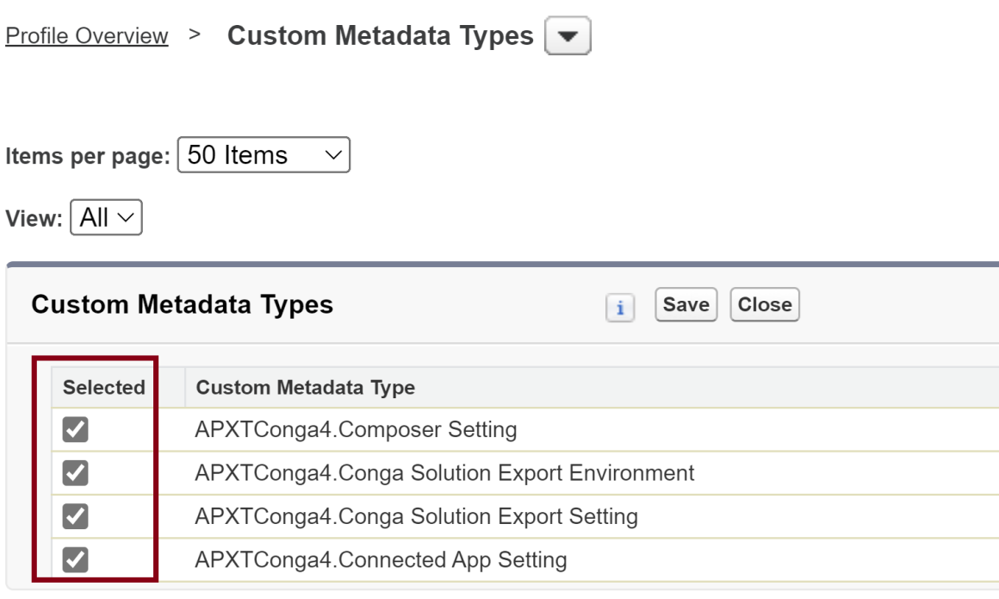 Profile Overview > Custom Metadata Types
Items per page: 50 Items
View: All
Custom Metadata Types i Save Close
Selected Custom Metadata Type
APXTConga4.Composer Setting
APXTConga4.Conga Solution Export Environment
APXTConga4.Conga Solution Export Setting
APXTConga4.Connected App Setting